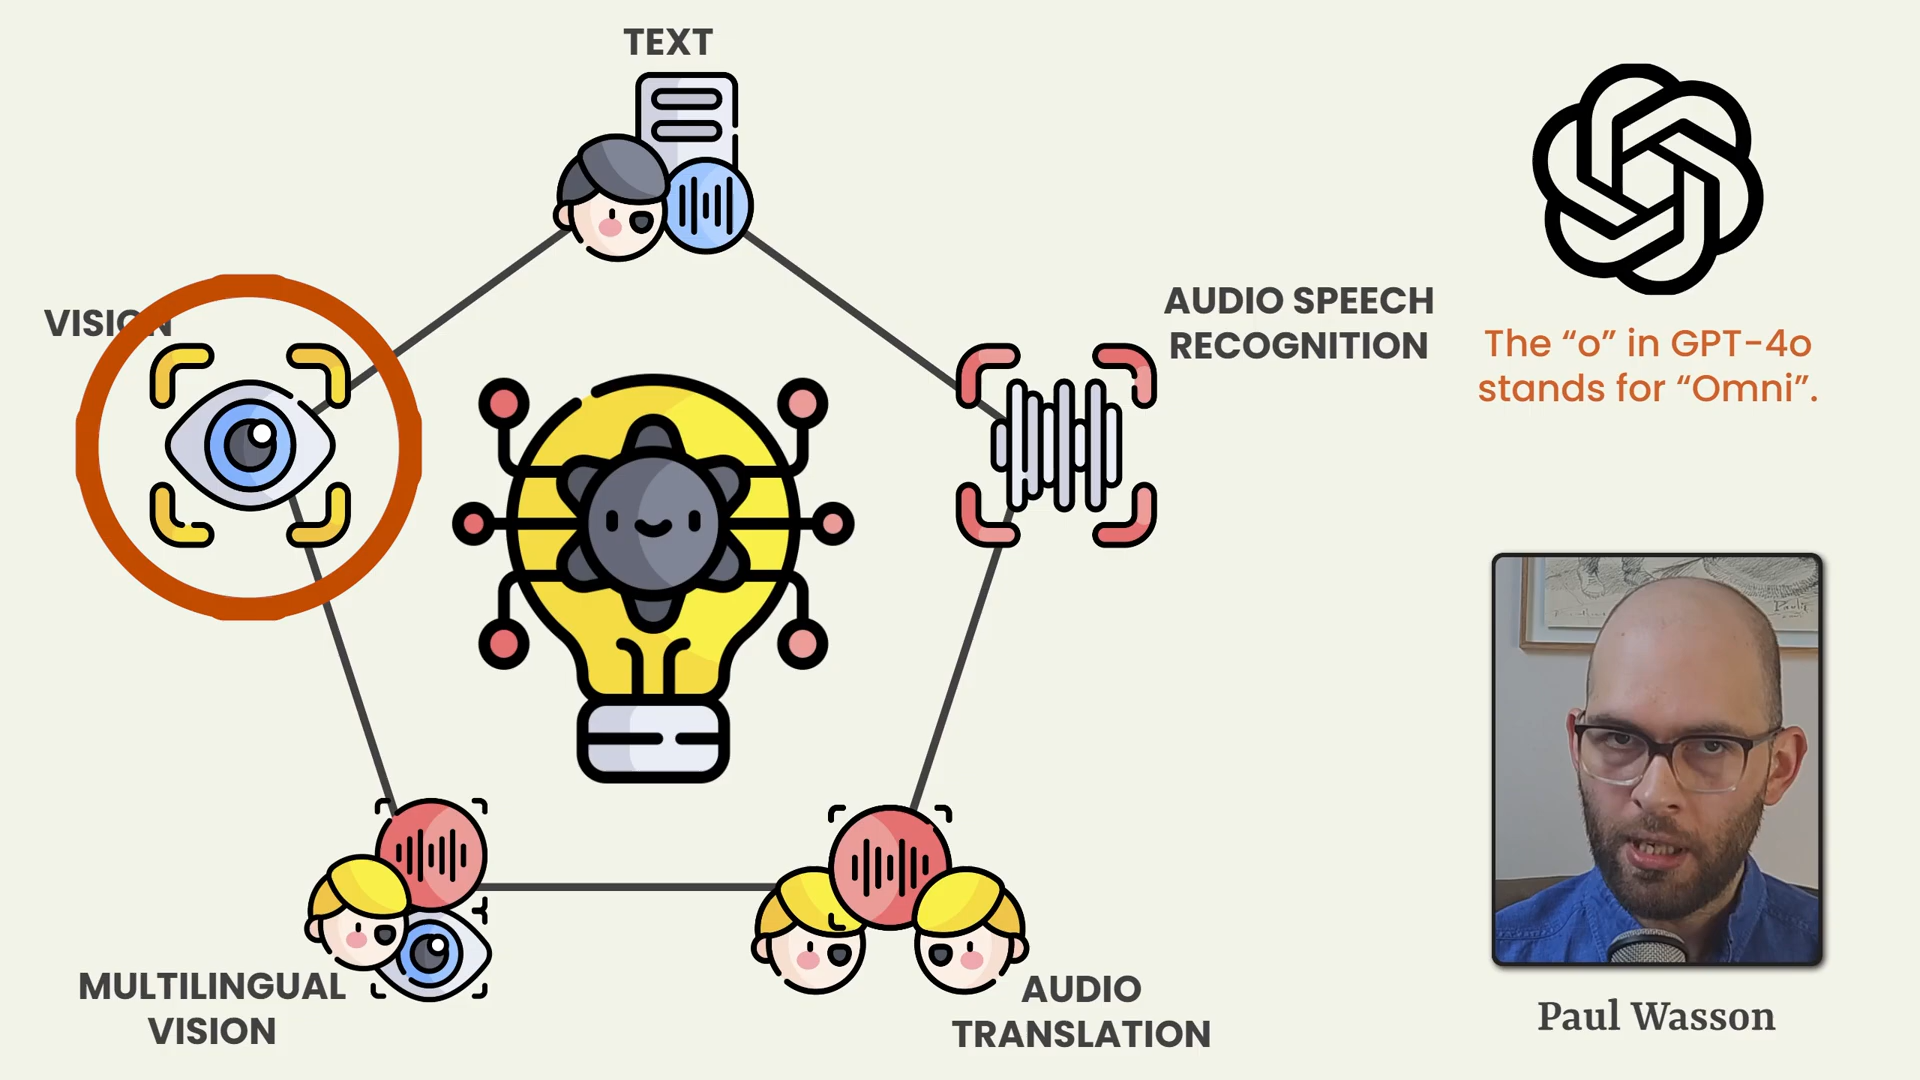 TEXT
VISION
AUDIO SPEECH
RECOGNITION
The “o” in GPT-4o
stands for “Omni”.
MULTILINGUAL
VISION
AUDIO
TRANSLATION
Paul Wasson